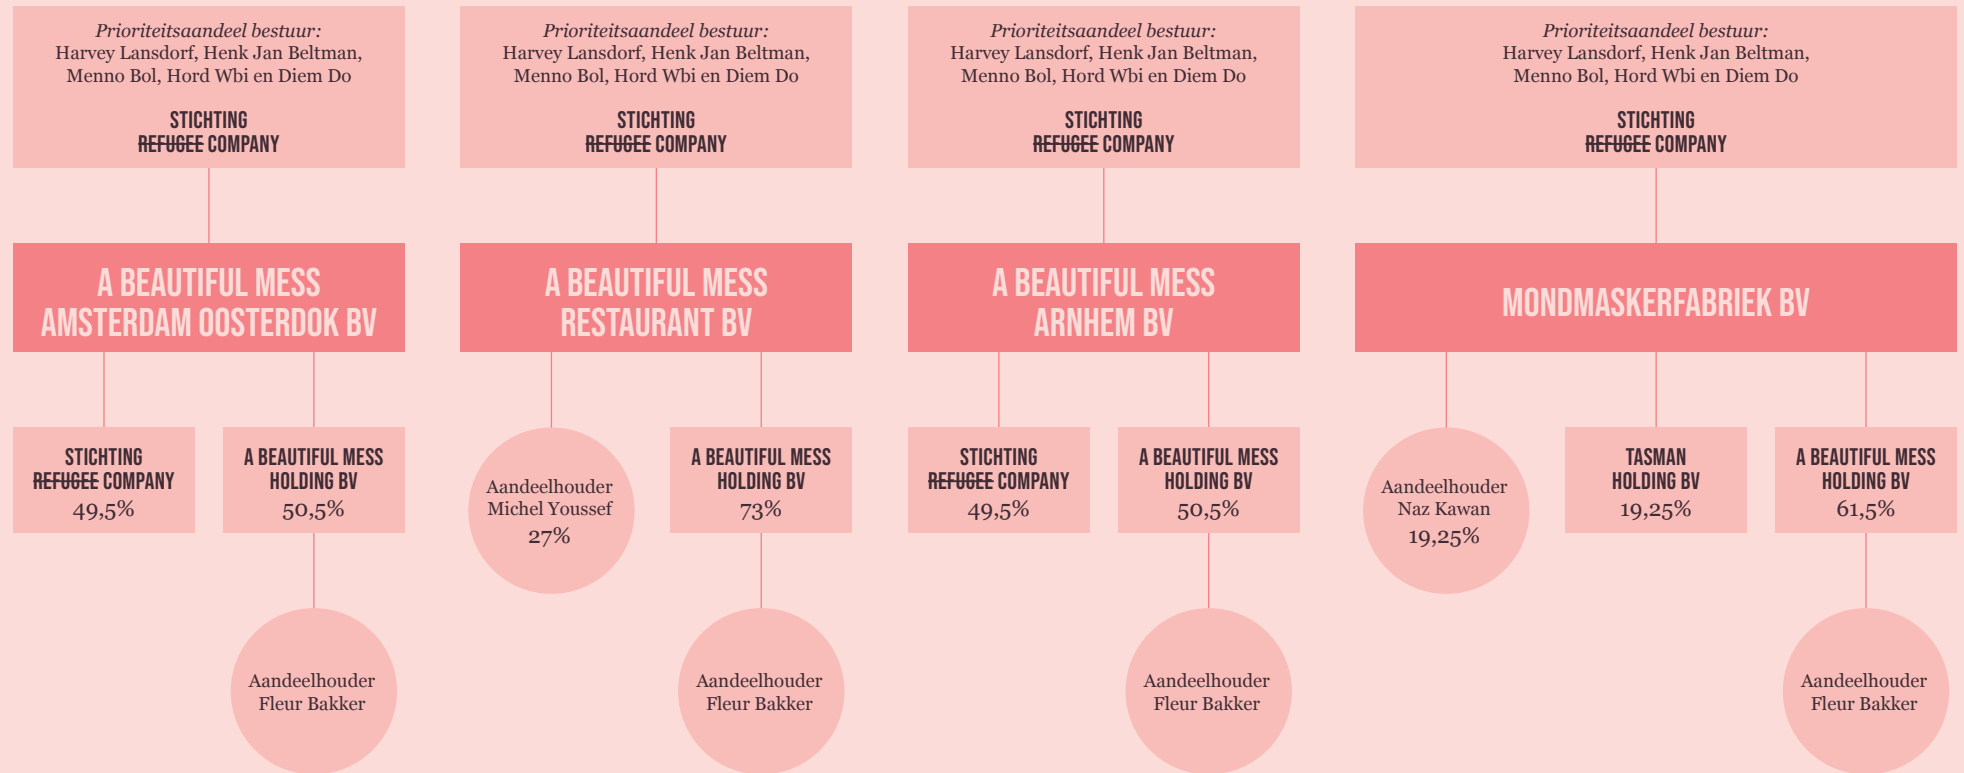 Prioriteitsaandeel bestuur:
Harvey Lansdorf, Henk Jan Beltman,
Menno Bol, Hord Wbi en Diem Do
STICHTING
REFUGEE COMPANY
A BEAUTIFUL MESS
AMSTERDAM OOSTERDOK BV
STICHTING
REFUGEE COMPANY
49,5%
A BEAUTIFUL MESS
HOLDING BV
50,5%
Aandeelhouder
Fleur Bakker
Prioriteitsaandeel bestuur:
Harvey Lansdorf, Henk Jan Beltman,
Menno Bol, Hord Wbi en Diem Do
STICHTING
REFUGEE COMPANY
A BEAUTIFUL MESS
RESTAURANT BV
Aandeelhouder
Michel Youssef
27%
A BEAUTIFUL MESS
HOLDING BV
73%
Aandeelhouder
Fleur Bakker
Prioriteitsaandeel bestuur:
Harvey Lansdorf, Henk Jan Beltman,
Menno Bol, Hord Wbi en Diem Do
STICHTING
REFUGEE COMPANY
A BEAUTIFUL MESS
ARNHEM BV
STICHTING
REFUGEE COMPANY
49,5%
A BEAUTIFUL MESS
HOLDING BV
50,5%
Aandeelhouder
Fleur Bakker
Prioriteitsaandeel bestuur:
Harvey Lansdorf, Henk Jan Beltman,
Menno Bol, Hord Wbi en Diem Do
STICHTING
REFUGEE COMPANY
MONDMASKERFABRIEK BV
Aandeelhouder
Naz Kawan
19,25%
TASMAN
HOLDING BV
19,25%
A BEAUTIFUL MESS
HOLDING BV
61,5%
Aandeelhouder
Fleur Bakker